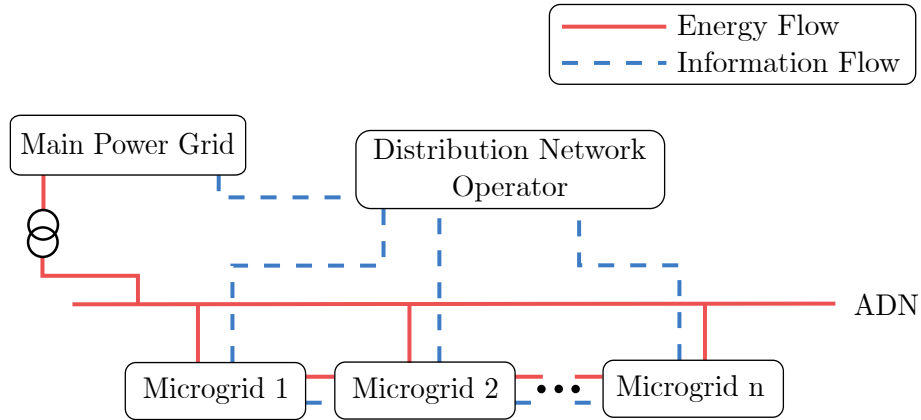 Energy Flow
Information Flow
Main Power Grid
Distribution Network
Operator
ADN
Microgrid 1
Microgrid 2
Microgrid n